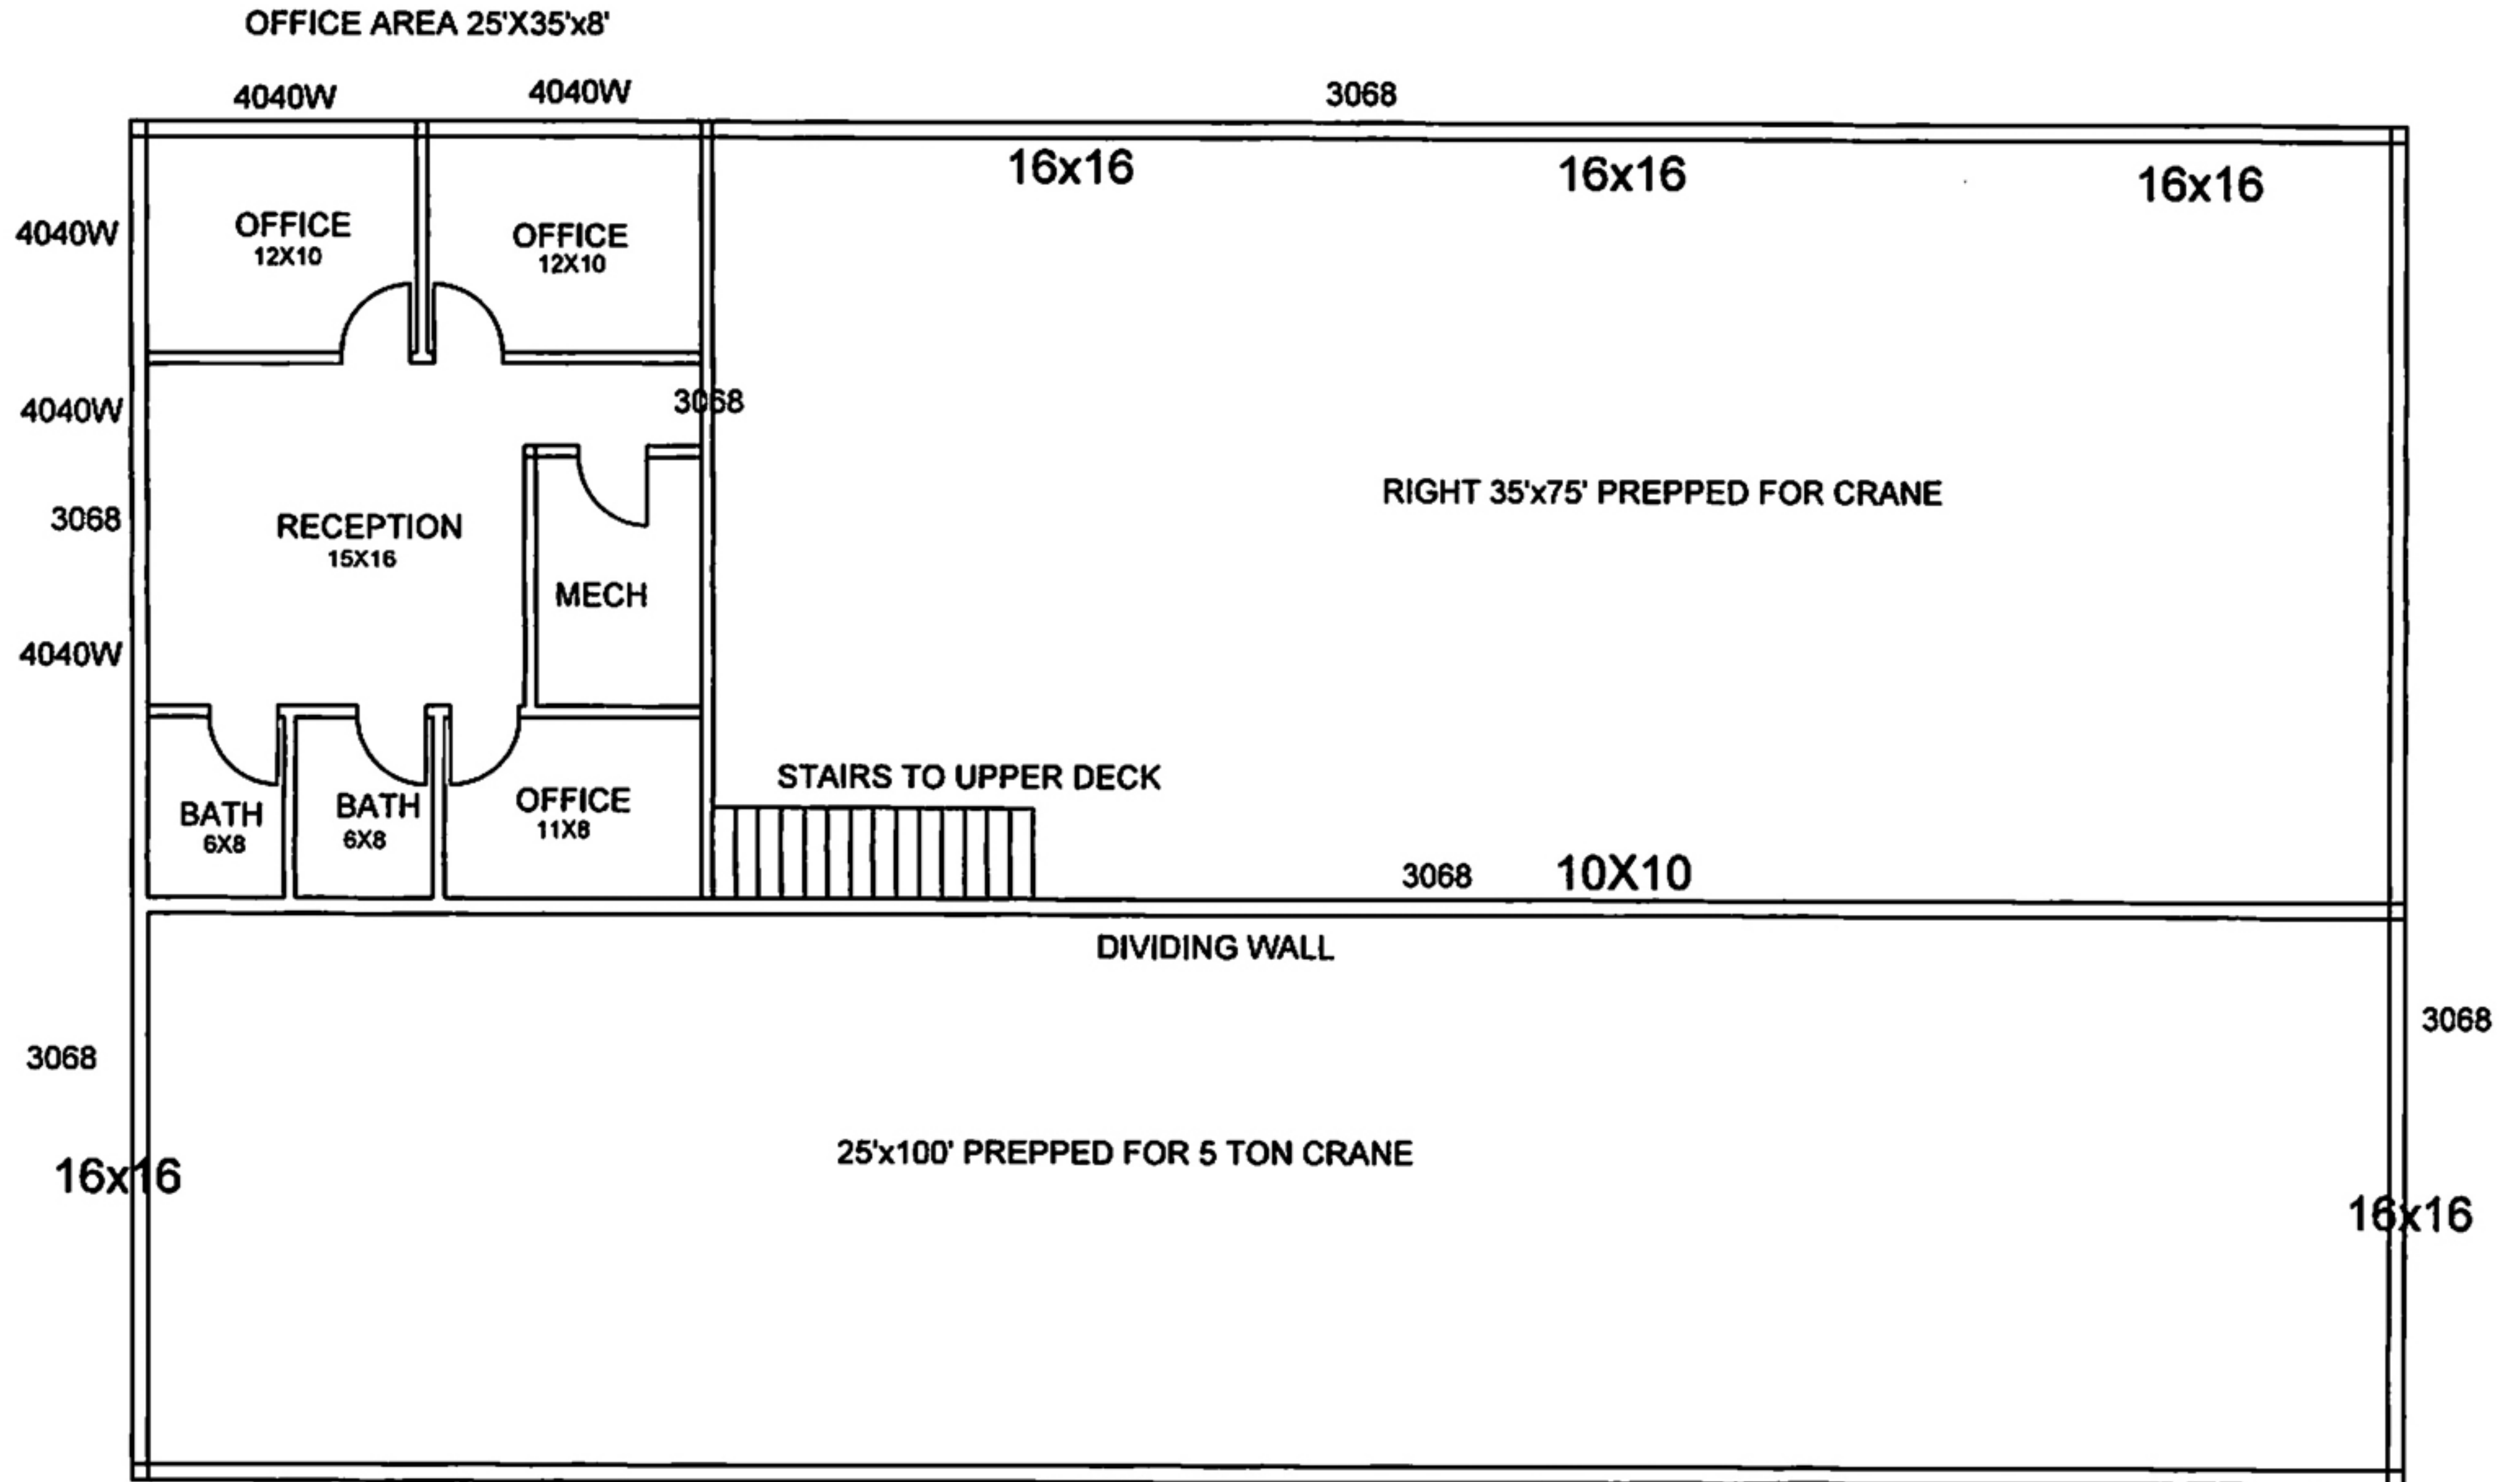 OFFICE AREA 25'X35'x8'
4040W
4040W
3068
16x16
16x16
16x16
4040W
OFFICE
12X10
OFFICE
12X10
4040W
3068
3068
RECEPTION
15X16
MECH
RIGHT 35'x75' PREPPED FOR CRANE
4040W
BATH
6X8
BATH
6X8
OFFICE
11X8
STAIRS TO UPPER DECK
3068
10X10
DIVIDING WALL
3068
3068
25'x100' PREPPED FOR 5 TON CRANE
16x16
16x16